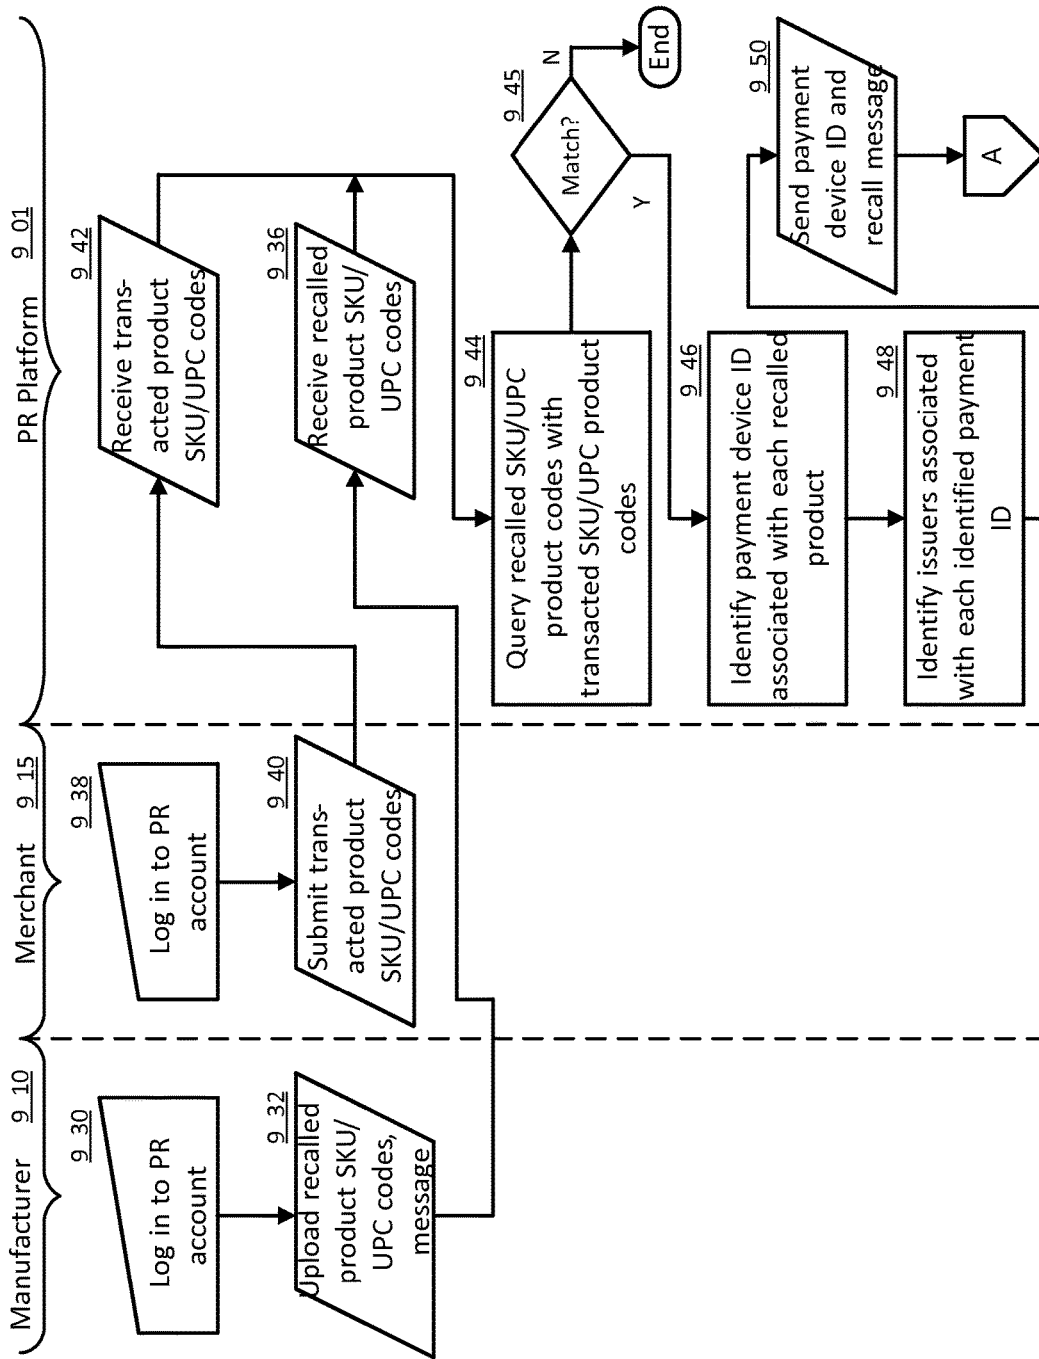 Manufacturer 9 10
Merchant 9 15
PR Platform 9 01
9 30
Log in to PR
account
9 32
Upload recalled
product SKU/
UPC codes,
message
9 38
Log in to PR
account
9 40
Submit trans-
acted product
SKU/UPC codes
9 42
Receive trans-
acted product
SKU/UPC codes
9 36
Receive recalled
product SKU/
UPC codes
9 44
Query recalled SKU/UPC
product codes with
transacted SKU/UPC product
codes
9 45
Match?
N
End
Y
9 46
Identify payment device ID
associated with each recalled
product
9 48
Identify issuers associated
with each identified payment
ID
9 50
Send payment
device ID and
recall message
A